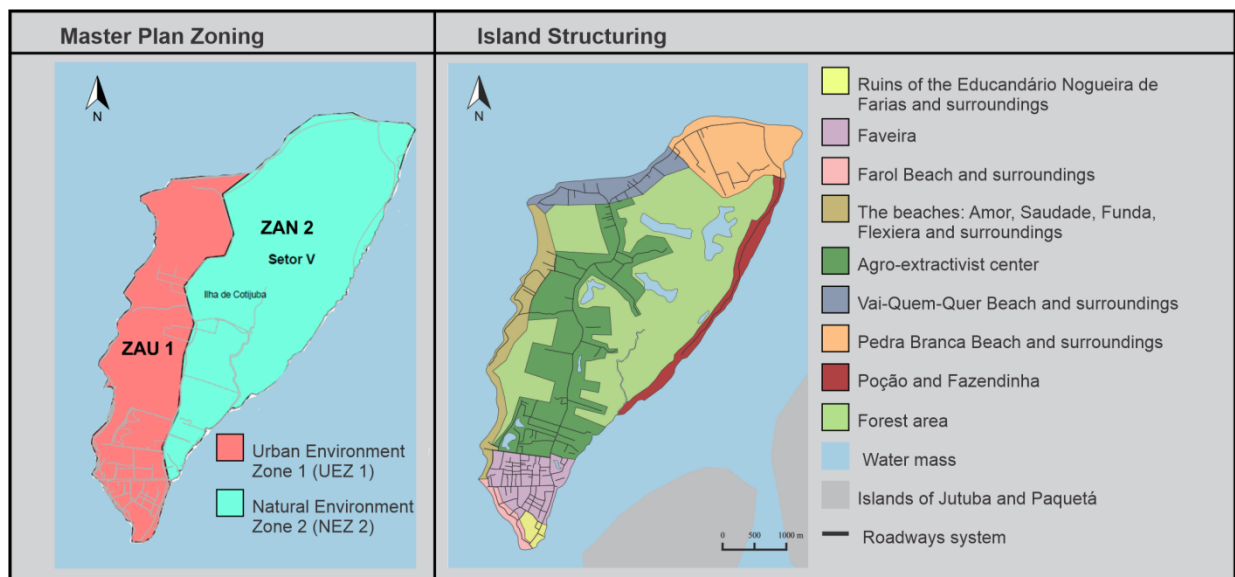 Master Plan Zoning
N
ZAN 2
Setor V
Ilha de Cotijuba
ZAU 1
Urban Environment
Zone 1 (UEZ 1)
Natural Environment
Zone 2 (NEZ 2)
Island Structuring
N
0 500 1000 m
Ruins of the Educandário Nogueira de
Farias and surroundings
Faveira
Farol Beach and surroundings
The beaches: Amor, Saudade, Funda,
Flexiera and surroundings
Agro-extractivist center
Vai-Quem-Quer Beach and surroundings
Pedra Branca Beach and surroundings
Poção and Fazendinha
Forest area
Water mass
Islands of Jutuba and Paquetá
Roadways system